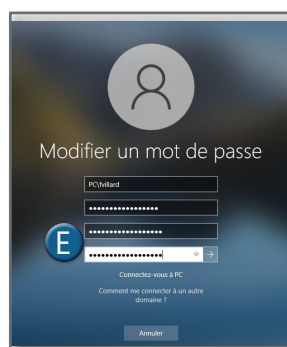 Modifier un mot de passe
PC\fvillard
•••••••••••••••••
•••••••••••••••••
E
••••••••••••••••••
Connectez-vous à PC
Comment me connecter à un autre
domaine ?
Annuler